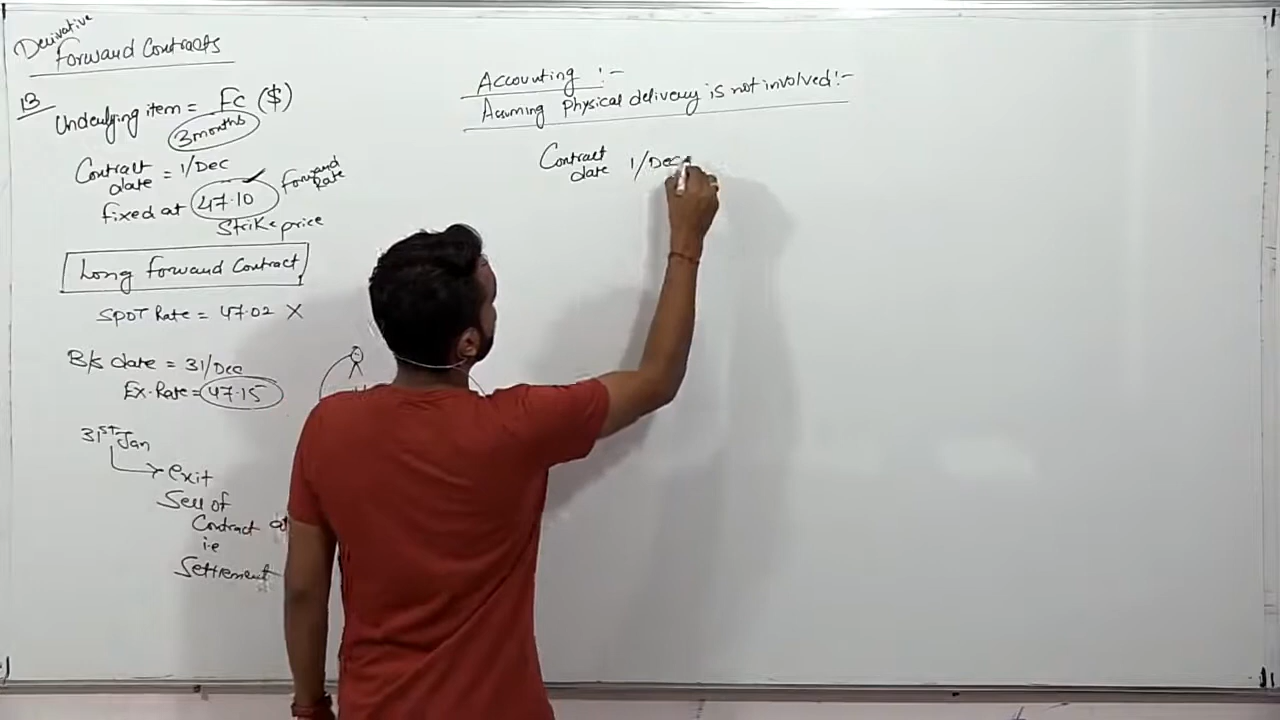 Derivative
Forward Contracts
13
Underlying item = Fc ($)
3 months
Contract date = 1/Dec
fixed at 47.10 Forward Rate
Strike price
Long Forward Contract
SPOT Rate = 47.02 X
B/s date = 31/Dec
Ex. Rate = 47.15
31ST Jan
exit
Sell of
Contract
i.e
Settlement
Accounting :-
Assuming Physical delivery is not involved :-
Contract date 1/Dec